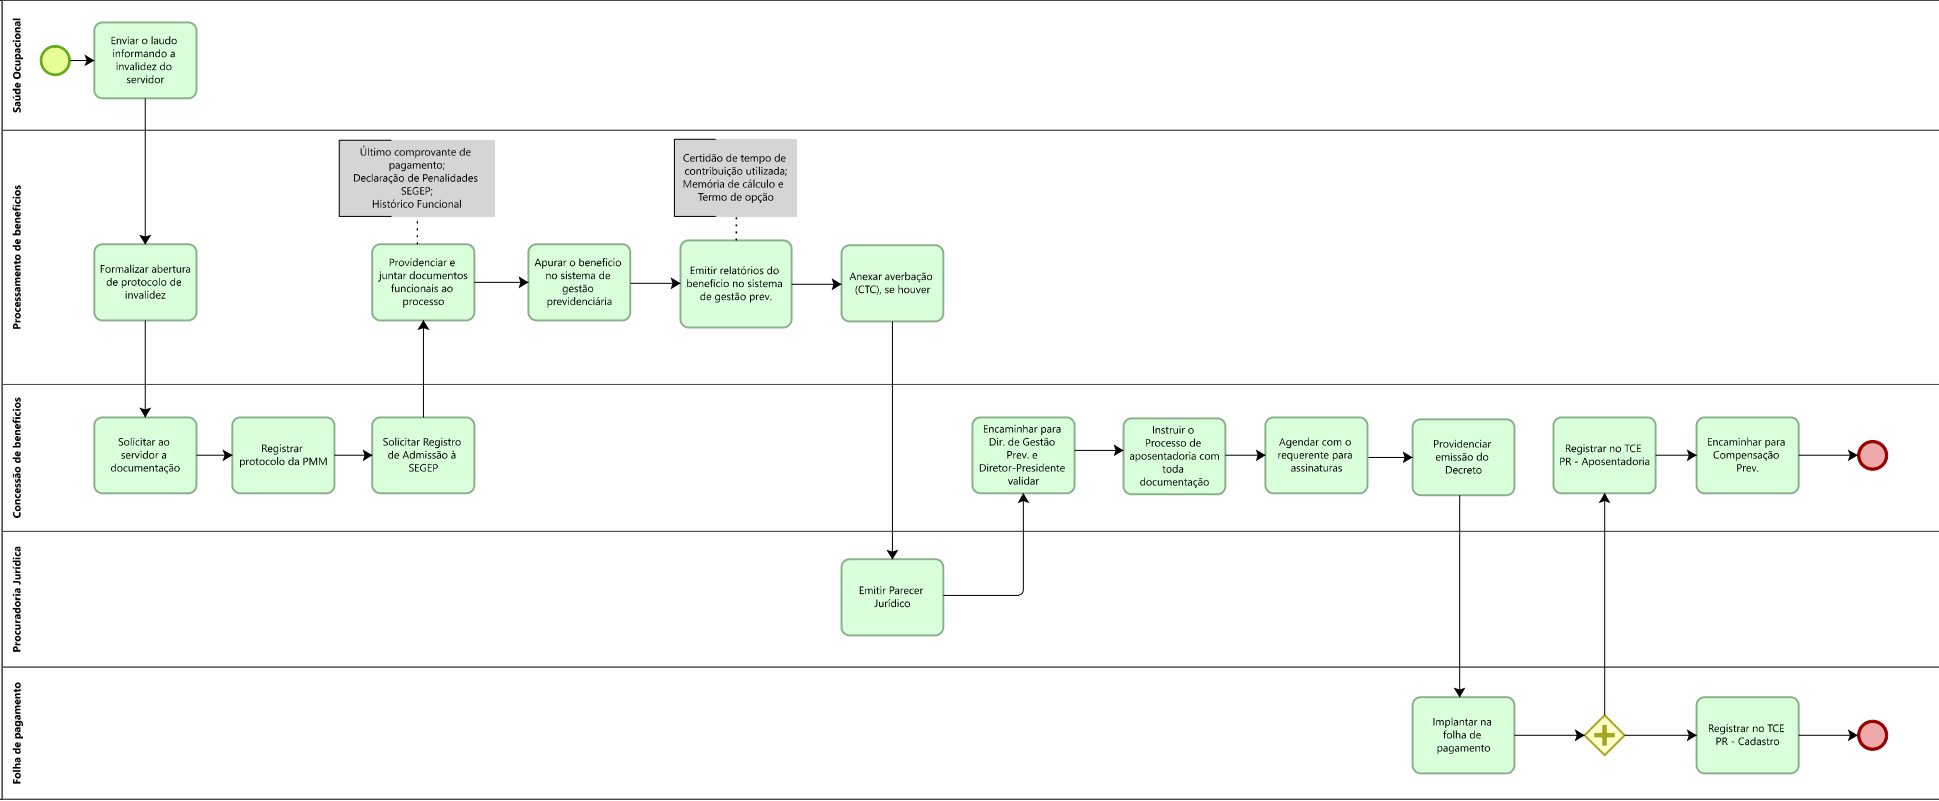 Saúde Ocupacional
Enviar o laudo
informando a
invalidez do
servidor
Processamento de benefícios
Último comprovante de
pagamento;
Declaração de Penalidades
SEGEP;
Histórico Funcional
Certidão de tempo de
contribuição utilizada;
Memória de cálculo e
Termo de opção
Formalizar abertura
de protocolo de
invalidez
Providenciar e
juntar documentos
funcionais ao
processo
Apurar o beneficio
no sistema de
gestão
previdenciária
Emitir relatórios do
beneficio no sistema
de gestão prev.
Anexar averbação
(CTC), se houver
Concessão de benefícios
Solicitar ao
servidor a
documentação
Registrar
protocolo da PMM
Solicitar Registro
de Admissão à
SEGEP
Encaminhar para
Dir. de Gestão
Prev. e
Diretor-Presidente
validar
Instruir o
Processo de
aposentadoria com
toda
documentação
Agendar com o
requerente para
assinaturas
Providenciar
emissão do
Decreto
Registrar no TCE
PR - Aposentadoria
Encaminhar para
Compensação
Prev.
Procuradoria Jurídica
Emitir Parecer
Jurídico
Folha de pagamento
Implantar na
folha de
pagamento
Registrar no TCE
PR - Cadastro